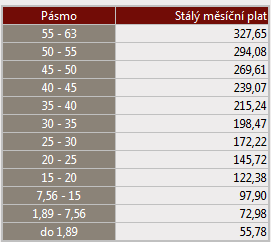 Pásmo Stálý měsíční plat
55 - 63 327,65
50 - 55 294,08
45 - 50 269,61
40 - 45 239,07
35 - 40 215,24
30 - 35 198,47
25 - 30 172,22
20 - 25 145,72
15 - 20 122,38
7,56 - 15 97,90
1,89 - 7,56 72,98
do 1,89 55,78